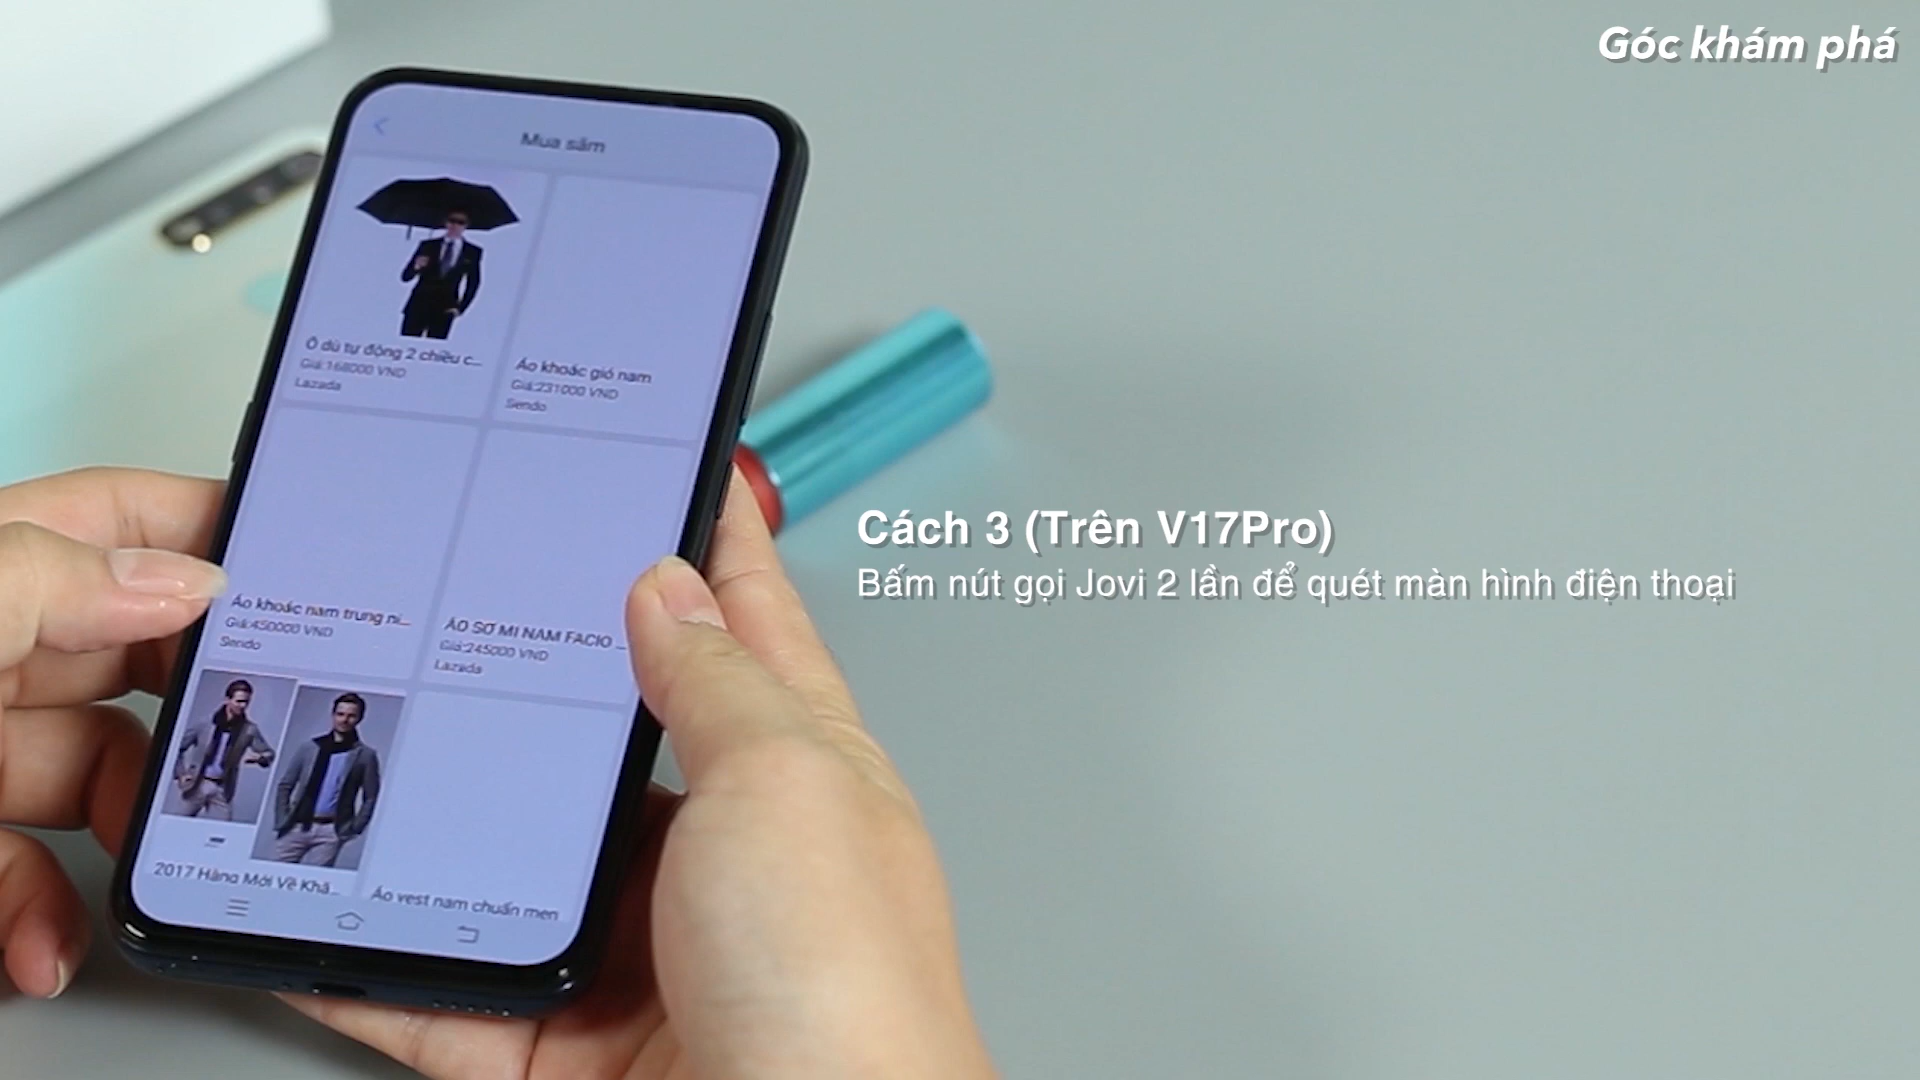 Góc khám phá
Mua sắm
Ô dù tự động 2 chiều c...
Giá:168000 VND
Lazada
Áo khoác gió nam
Giá:231000 VND
Sendo
Áo khoác nam trung ni...
Giá:450000 VND
Sendo
ÁO SƠ MI NAM FACIO –...
Giá:245000 VND
Lazada
2017 Hàng Mới Về Khă...
Áo vest nam chuẩn men
Cách 3 (Trên V17Pro)
Bấm nút gọi Jovi 2 lần để quét màn hình điện thoại